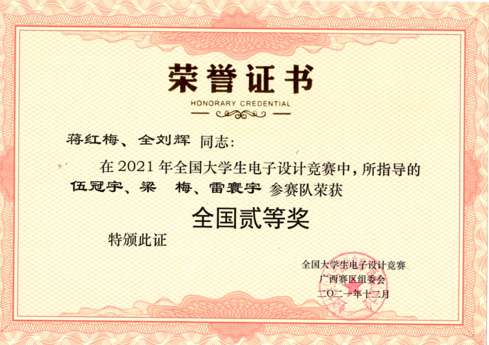 荣誉证书
HONORARY CREDENTIAL
蒋红梅、全刘辉 同志:
在2021年全国大学生电子设计竞赛中,所指导的
伍冠宇、梁 梅、雷寰宇 参赛队荣获
全国贰等奖
特颁此证
全国大学生电子设计竞赛
广西赛区组委会
二〇二一年十二月